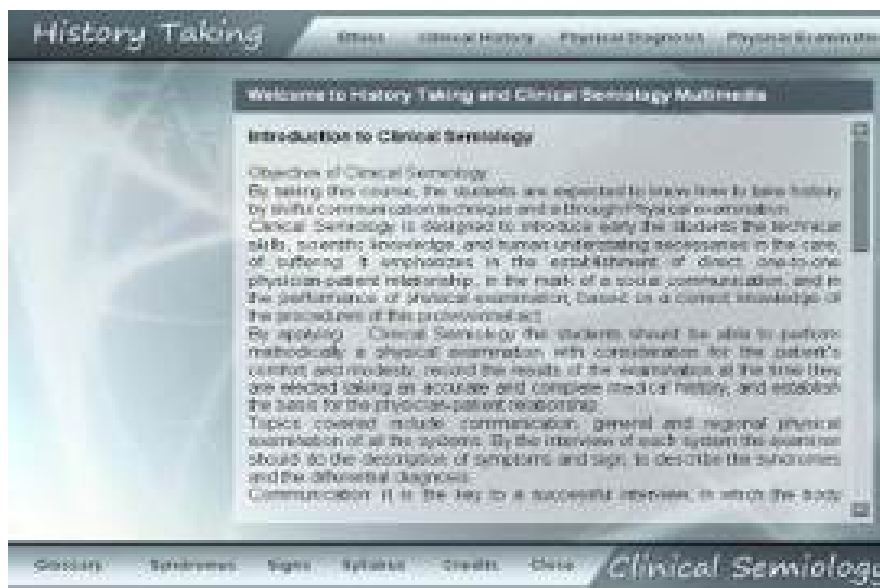 History Taking
Ethics Clinical History Physical Diagnosis Physical Examinatio
Welcome to History Taking and Clinical Semiology Multimedia
Introduction to Clinical Semiology
Objective of Clinical Semiology
By taking this course, the students are expected to know how to take history
by skilful communication technique and a through Physical examination.
Clinical Semiology is designed to introduce early the students the technical
skills, scientific knowledge, and human understating necessaries in the care,
of suffering. It emphasizes in the establishment of direct, one-to-one
physician-patient relationship, in the mark of a social communication, and in
the performance of physical examination, based on a correct knowledge of
the procedures of this professional act.
By applying Clinical Semiology the students should be able to perform
methodically a physical examination, with consideration for the patient's
comfort and modesty, record the results of the examination at the time they
are elected taking an accurate and complete medical history, and establish
the basis for the physician-patient relationship.
Topics covered include: communication, general and regional physical
examination of all the systems. By the interview of each system the examiner
should do the description of symptoms and sign, to describe the syndromes
and the differential diagnosis.
Communication: It is the key to a successful interview, in which the body
Glossary Syndromes Signs Syllabus Credits Close
Clinical Semiology